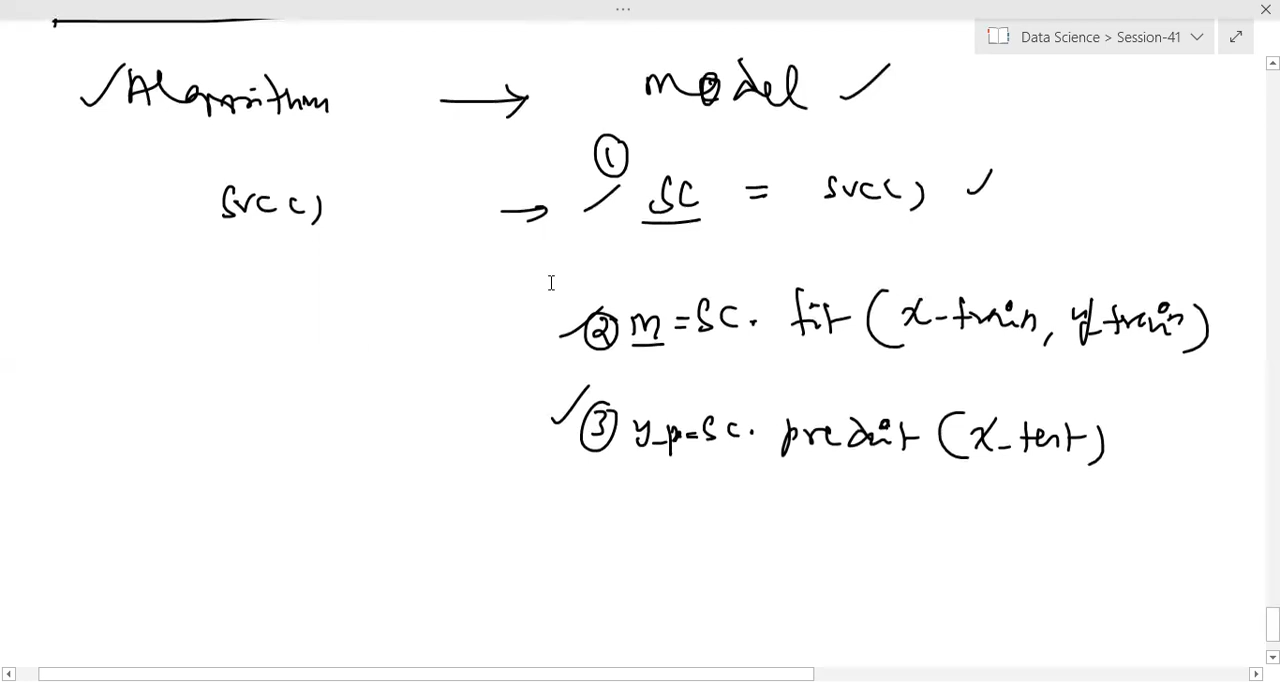 ...
Data Science > Session-41
✓Algorithm → model ✓
①
SVC() → SC = SVC() ✓
② m = SC. fit (x-train, y-train)
✓③ y_p = SC. predict (x_test)